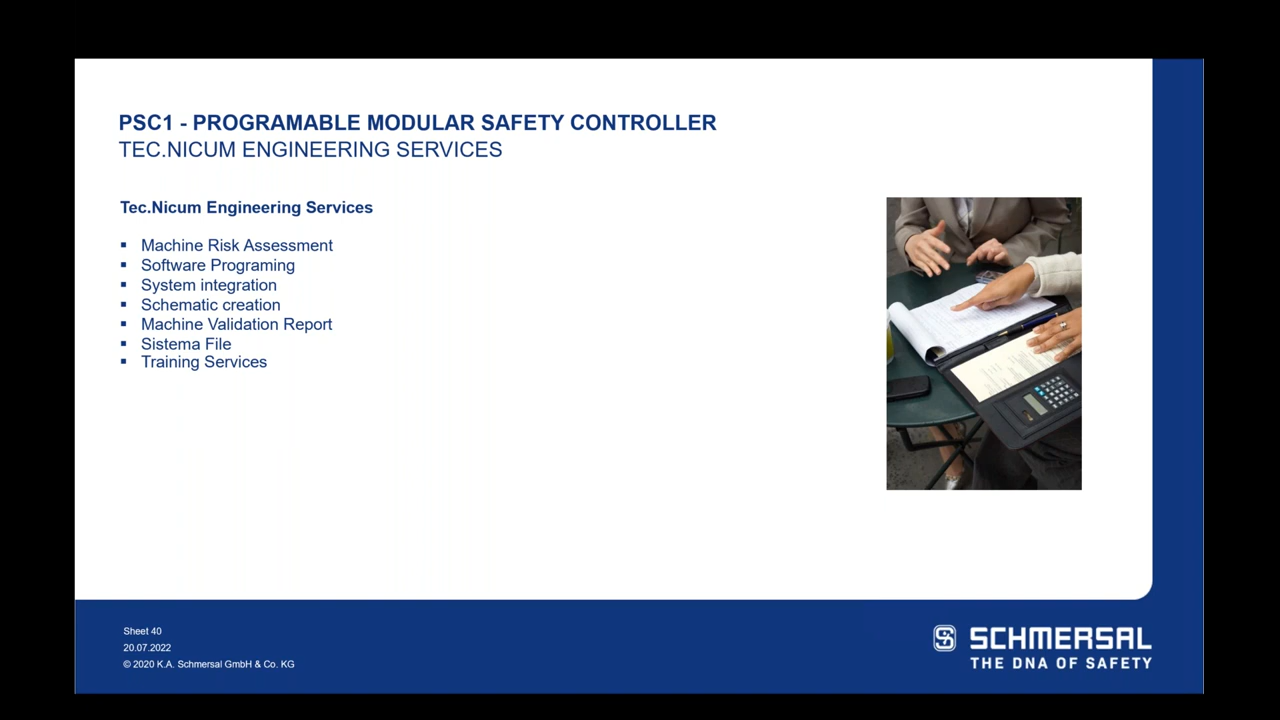 PSC1 - PROGRAMABLE MODULAR SAFETY CONTROLLER
TEC.NICUM ENGINEERING SERVICES
Tec.Nicum Engineering Services
▪ Machine Risk Assessment
▪ Software Programing
▪ System integration
▪ Schematic creation
▪ Machine Validation Report
▪ Sistema File
▪ Training Services
Sheet 40
20.07.2022
© 2020 K.A. Schmersal GmbH & Co. KG
SCHMERSAL
THE DNA OF SAFETY